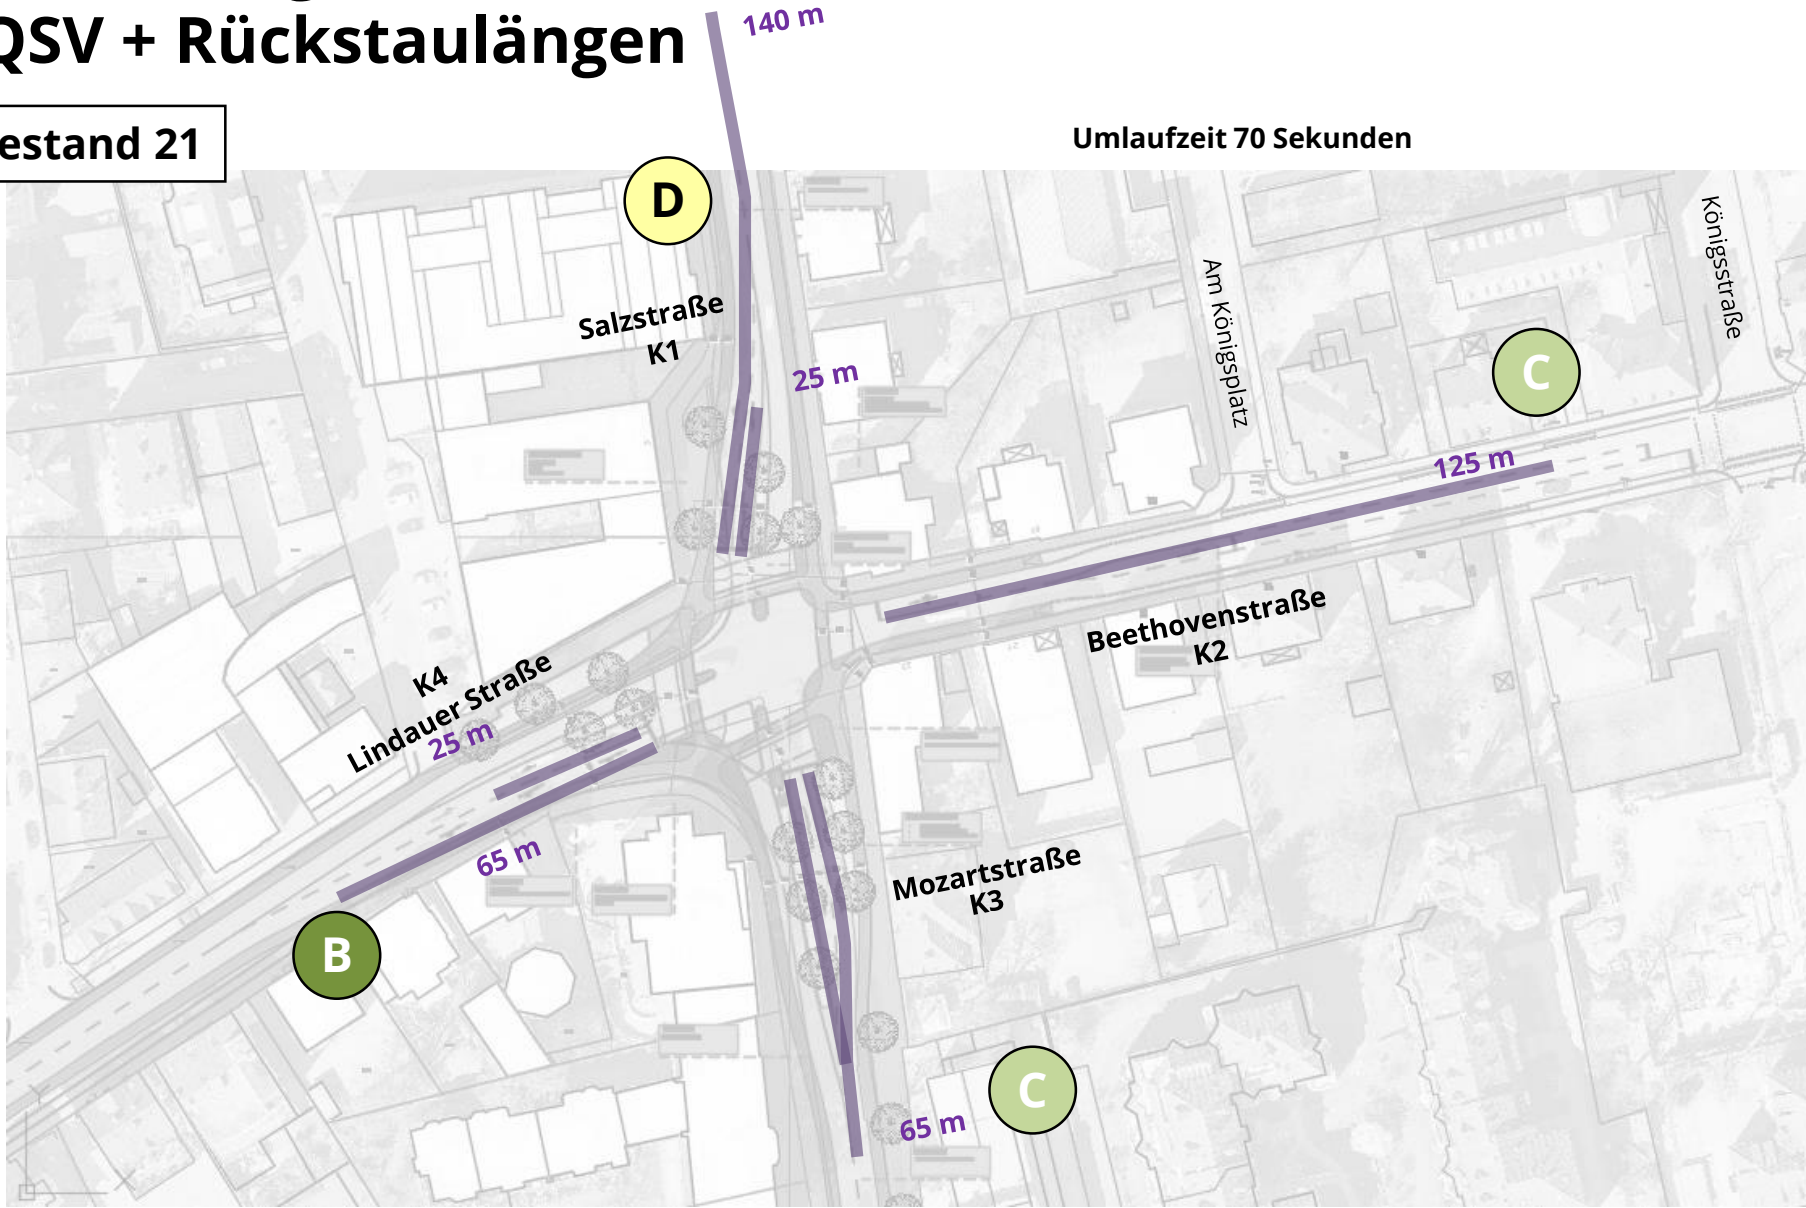 QSV + Rückstaulängen
140 m
estand 21
Umlaufzeit 70 Sekunden
D
Salzstraße
K1
25 m
Am Königsplatz
Königsstraße
C
125 m
Beethovenstraße
K2
K4
Lindauer Straße
25 m
65 m
B
Mozartstraße
K3
C
65 m